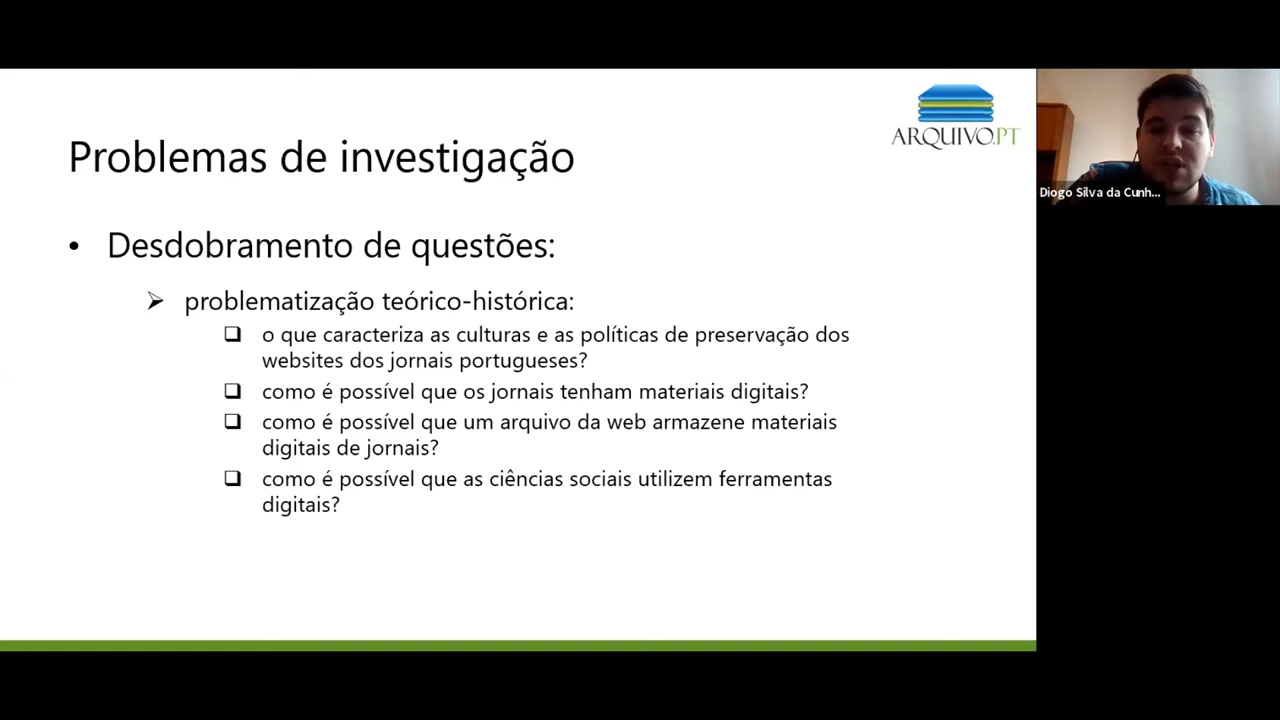 ARQUIVO.PT
Problemas de investigação
Diogo Silva da Cunh...
• Desdobramento de questões:
➢ problematização teórico-histórica:
❑ o que caracteriza as culturas e as políticas de preservação dos
websites dos jornais portugueses?
❑ como é possível que os jornais tenham materiais digitais?
❑ como é possível que um arquivo da web armazene materiais
digitais de jornais?
❑ como é possível que as ciências sociais utilizem ferramentas
digitais?